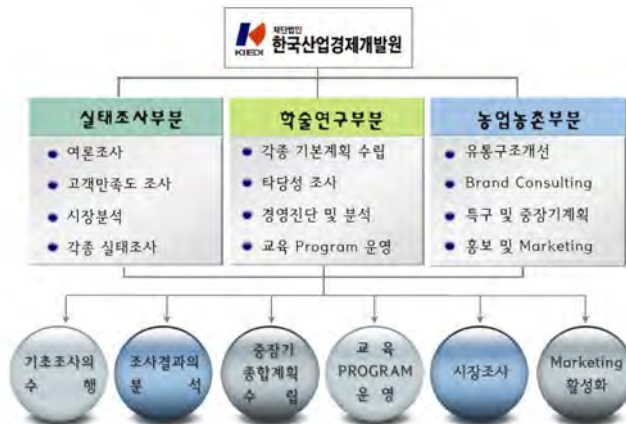 재단법인
KIEDI
한국산업경제개발원
실태조사부분
여론조사
고객만족도 조사
시장분석
각종 실태조사
학술연구부분
각종 기본계획 수립
타당성 조사
경영진단 및 분석
교육 Program 운영
농업농촌부분
유통구조개선
Brand Consulting
특구 및 중장기계획
홍보 및 Marketing
기초조사의
수 행
조사결과의
분 석
중장기
종합계획
수 립
교 육
PROGRAM
운 영
시장조사
Marketing
활성화